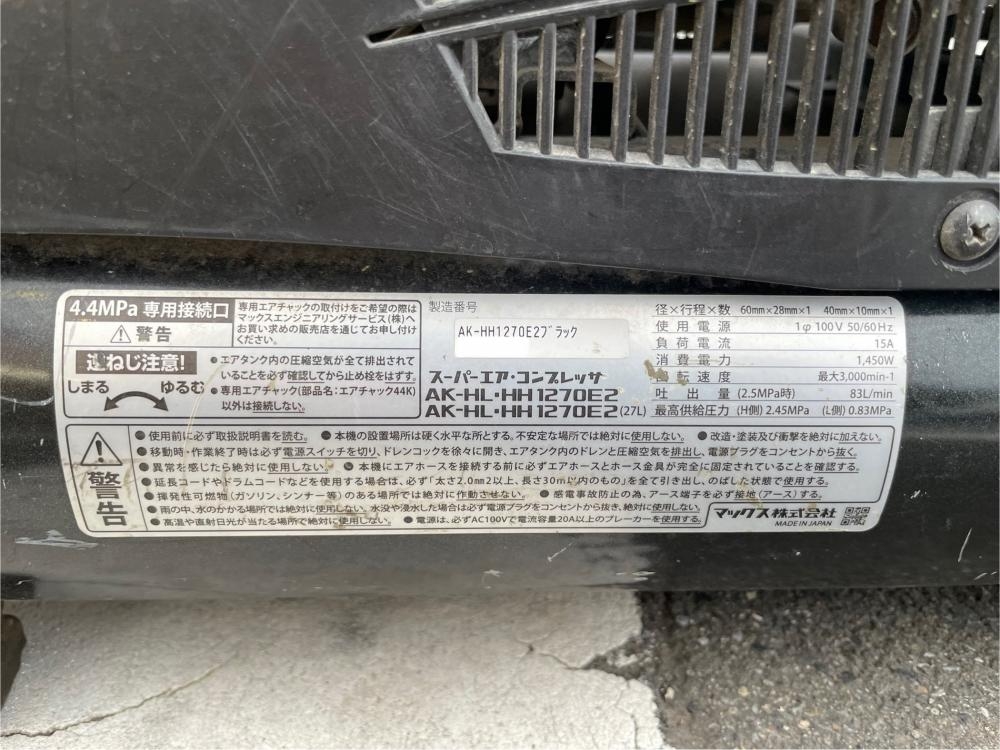 4.4MPa 専用接続口
警告
専用エアチャックの取付けをご希望の際は
マックスエンジニアリングサービス(株)へ
お買い求めの販売店を通じてお申し付け
ください。
逆ねじ注意!
しまる ゆるむ
●エアタンク内の圧縮空気が全て排出されて
いることを必ず確認してから止め栓をはずす。
●専用エアチャック(部品名:エアチャック44K)
以外は接続しない。
製造番号
AK-HH1270E2ブラック
スーパーエア・コンプレッサ
AK-HL・HH1270E2
AK-HL・HH1270E2(27L)
径×行程×数 60mm×28mm×1 40mm×10mm×1
使用電源 1φ100V 50/60Hz
負荷電流 15A
消費電力 1,450W
回転速度 最大3,000min-1
吐出量 (2.5MPa時) 83L/min
最高供給圧力 (H側) 2.45MPa (L側) 0.83MPa
警告
●使用前に必ず取扱説明書を読む。 ●本機の設置場所は硬く水平な所とする。不安定な場所では絶対に使用しない。 ●改造・塗装及び衝撃を絶対に加えない。
●移動時・作業終了時は必ず電源スイッチを切り、ドレンコックを徐々に開き、エアタンク内のドレンと圧縮空気を排出し、電源プラグをコンセントから抜く。
●異常を感じたら絶対に使用しない。 ●本機にエアホースを接続する前に必ずエアホースとホース金具が完全に固定されていることを確認する。
●延長コードやドラムコードなどを使用する場合は、必ず「太さ2.0mm2以上、長さ30m以内のもの」を全て引き出し、のばした状態で使用する。
●揮発性可燃物(ガソリン、シンナー等)のある場所では絶対に作動させない。 ●感電事故防止の為、アース端子を必ず接地(アース)する。
●雨の中、水のかかる場所で絶対に使用しない。水没や浸水した場合は必ず電源プラグをコンセントから抜き、絶対に使用しない。
●高温や直射日光が当たる場所で絶対に使用しない。 ●電源は、必ずAC100Vで電流容量20A以上のブレーカーを使用する。
マックス株式会社
MADE IN JAPAN